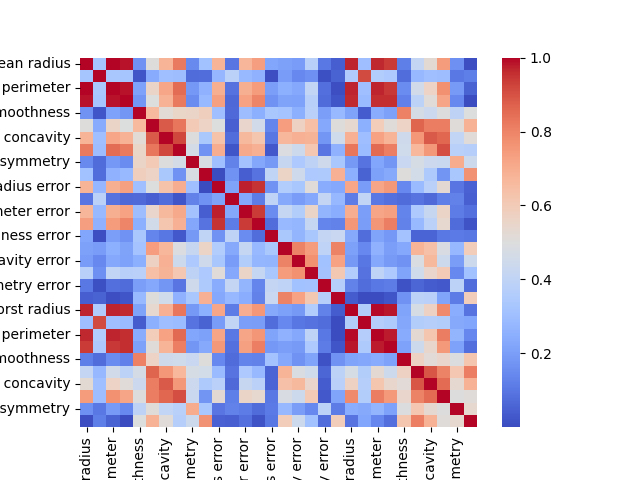 ean radius
perimeter
moothness
concavity
symmetry
adius error
meter error
ness error
avity error
metry error
orst radius
perimeter
moothness
concavity
symmetry
radius
meter
thness
cavity
metry
s error
r error
s error
y error
y error
radius
meter
thness
cavity
metry
1.0
0.8
0.6
0.4
0.2